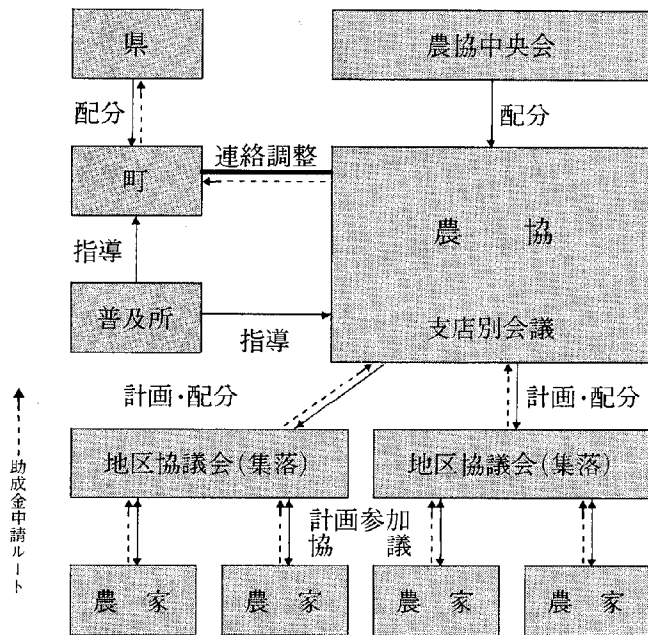 県
農協中央会
配分
配分
連絡調整
町
農　　協
指導
普及所
指導
支店別会議
計画・配分
計画・配分
地区協議会(集落)
地区協議会(集落)
計画参加
協　　議
農　家
農　家
農　家
農　家
助成金申請ルート